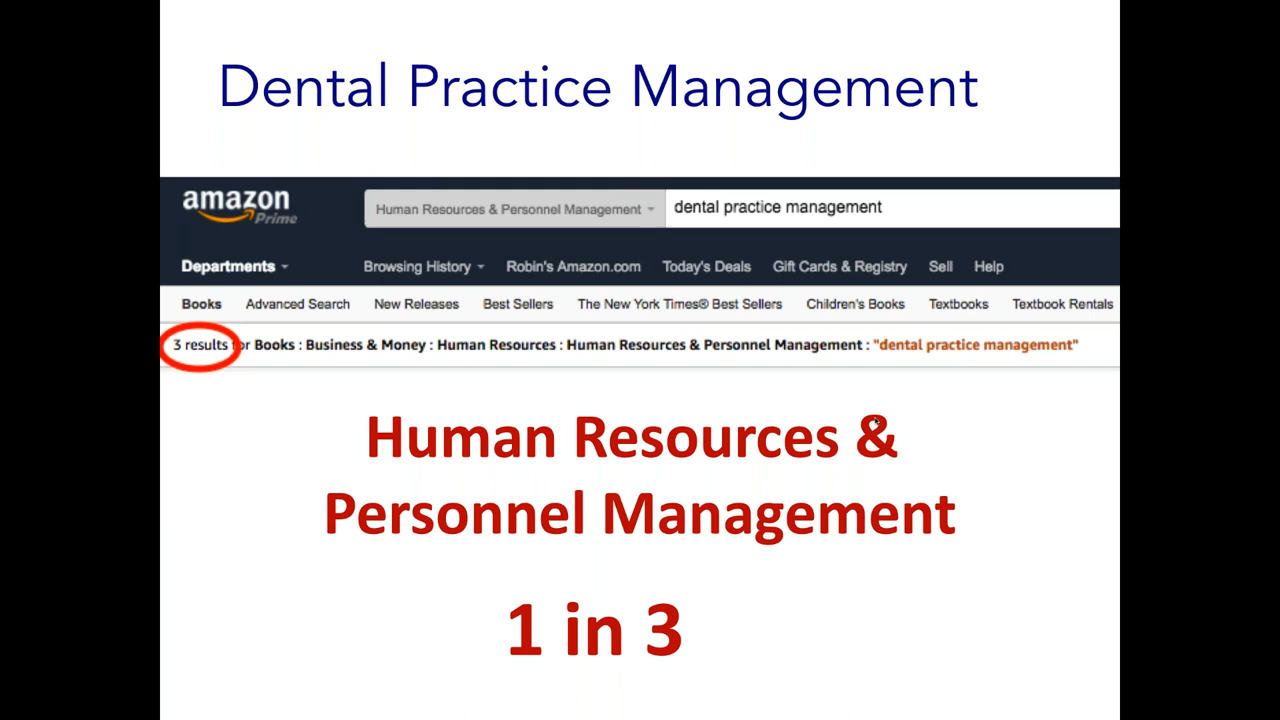 Dental Practice Management
amazon Prime
Human Resources & Personnel Management dental practice management
Departments Browsing History Robin's Amazon.com Today's Deals Gift Cards & Registry Sell Help
Books Advanced Search New Releases Best Sellers The New York Times® Best Sellers Children's Books Textbooks Textbook Rentals
3 results for Books : Business & Money : Human Resources : Human Resources & Personnel Management : "dental practice management"
Human Resources &
Personnel Management
1 in 3